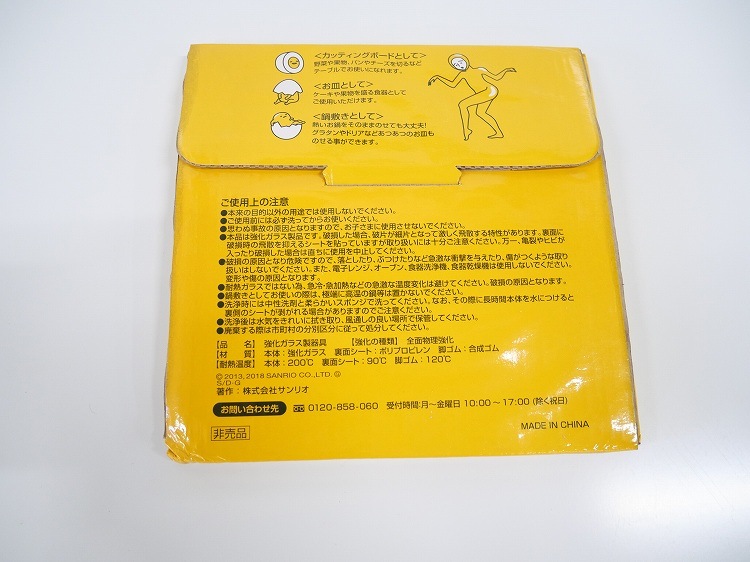 <カッティングボードとして>
野菜や果物、パンやチーズを切るなど
テーブルでお使いになれます。
<お皿として>
ケーキや果物を盛る食器として
ご使用いただけます。
<鍋敷きとして>
熱いお鍋をそのままのせても大丈夫!
グラタンやドリアなどあつあつのお皿も
のせる事ができます。
ご使用上の注意
●本来の目的以外の用途では使用しないでください。
●ご使用前には必ず洗ってからお使いください。
●思わぬ事故の原因となりますので、お子さまに使用させないでください。
●本品は強化ガラス製品です。破損した場合、破片が細片となって激しく飛散する特性があります。裏面に
破損時の飛散を抑えるシートを貼っていますが取り扱いには十分ご注意ください。万一、亀裂やヒビが
入ったり破損した場合は直ちに使用を中止してください。
●破損の原因となり危険ですので、落としたり、ぶつけたりなど急激な衝撃を与えたり、傷がつくような取り
扱いはしないでください。また、電子レンジ、オーブン、食器洗浄機、食器乾燥機は使用しないでください。
変形や傷の原因となります。
●耐熱ガラスではない為、急冷・急加熱などの急激な温度変化は避けてください。破損の原因となります。
●鍋敷きとしてお使いの際は、極端に高温の鍋等は置かないでください。
●洗浄時には中性洗剤と柔らかいスポンジで洗ってください。なお、その際に長時間本体を水につけると
裏側のシートが剥がれる場合がありますのでご注意ください。
●洗浄後は水気をきれいに拭き取り、風通しの良い場所で保管してください。
●廃棄する際は市町村の分別区分に従って処分してください。
【品 名】 強化ガラス製器具 【強化の種類】 全面物理強化
【材 質】 本体:強化ガラス 裏面シート:ポリプロピレン 脚ゴム:合成ゴム
【耐熱温度】 本体:200℃ 裏面シート:90℃ 脚ゴム:120℃
©2013,2018 SANRIO CO.,LTD. Ⓖ
S/D·G
著作:株式会社サンリオ
お問い合わせ先 0120-858-060 受付時間:月〜金曜日 10:00〜17:00 (除く祝日)
非売品
MADE IN CHINA